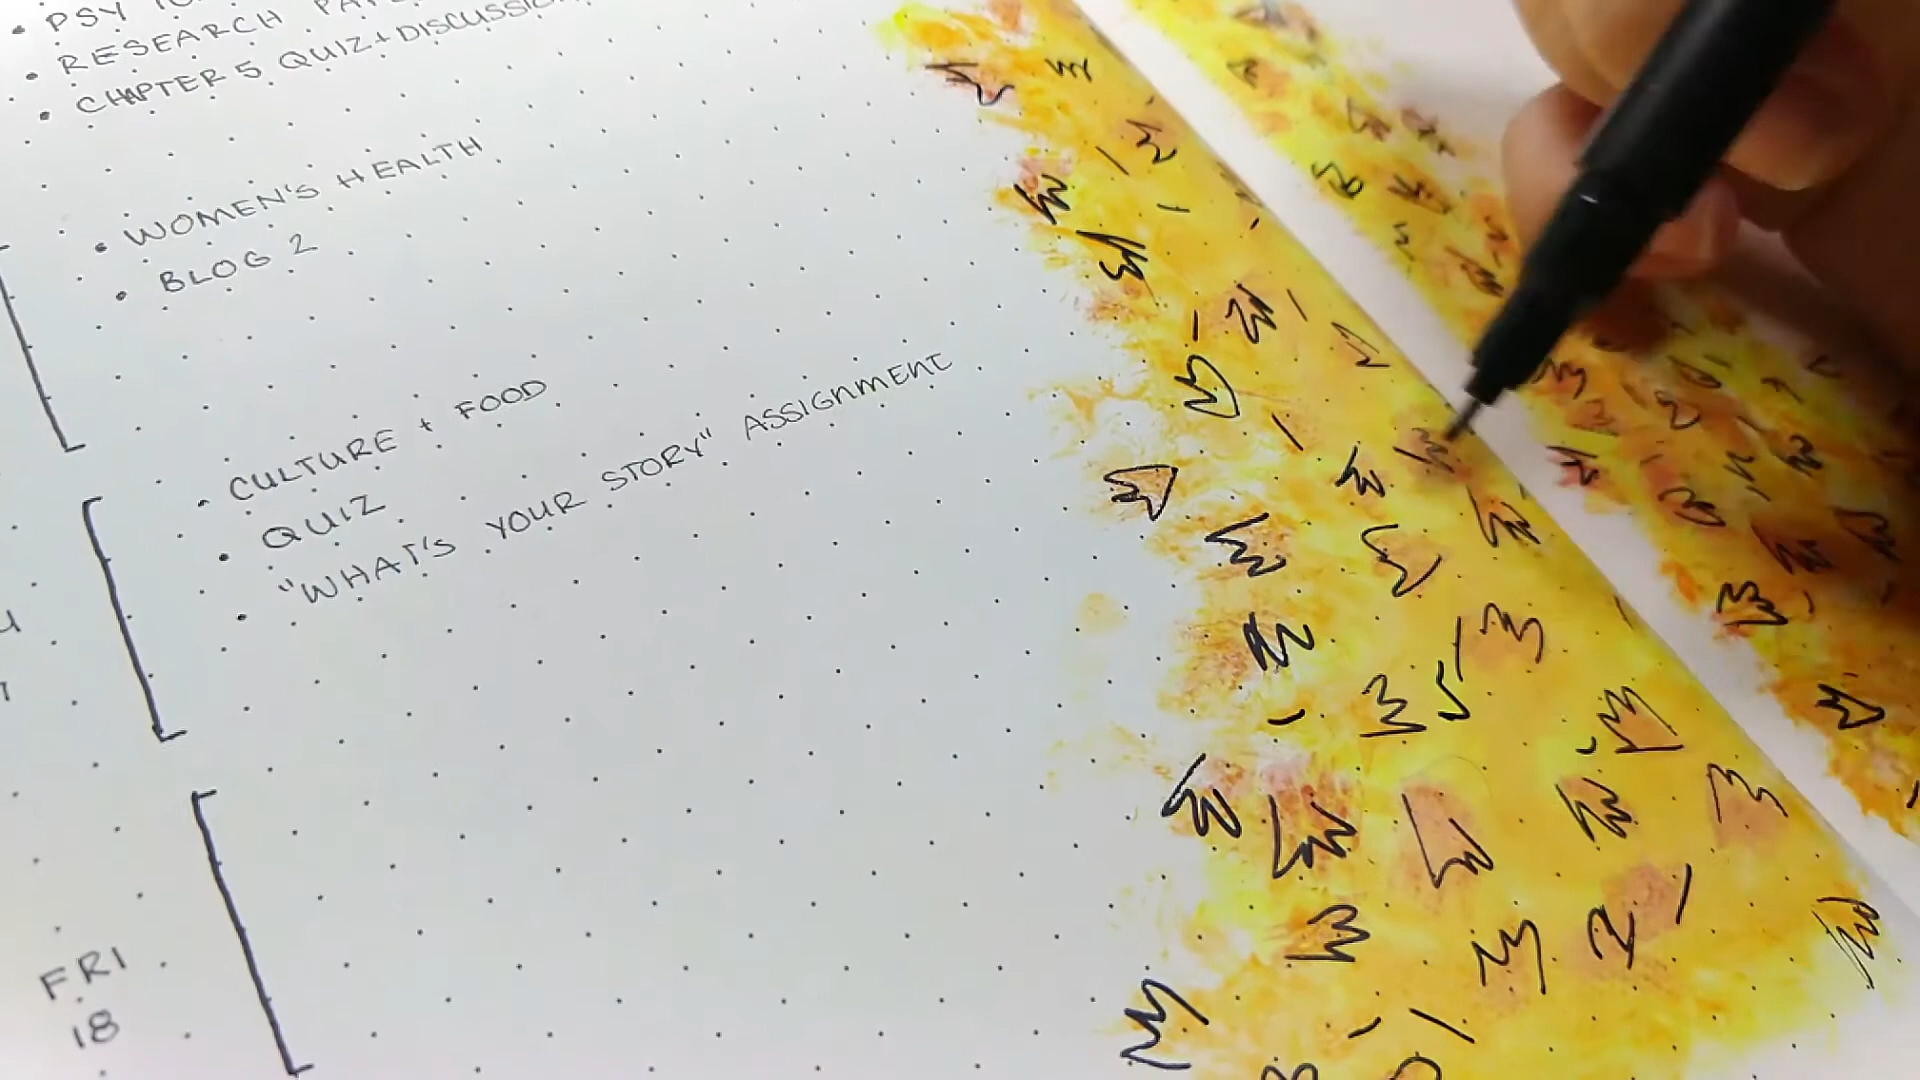 PSY
RESEARCH
CHAPTER 5 QUIZ + DISCUSSION
WOMEN'S HEALTH
BLOG 2
CULTURE + FOOD
QUIZ
"WHAT'S YOUR STORY" ASSIGNMENT
FRI
18